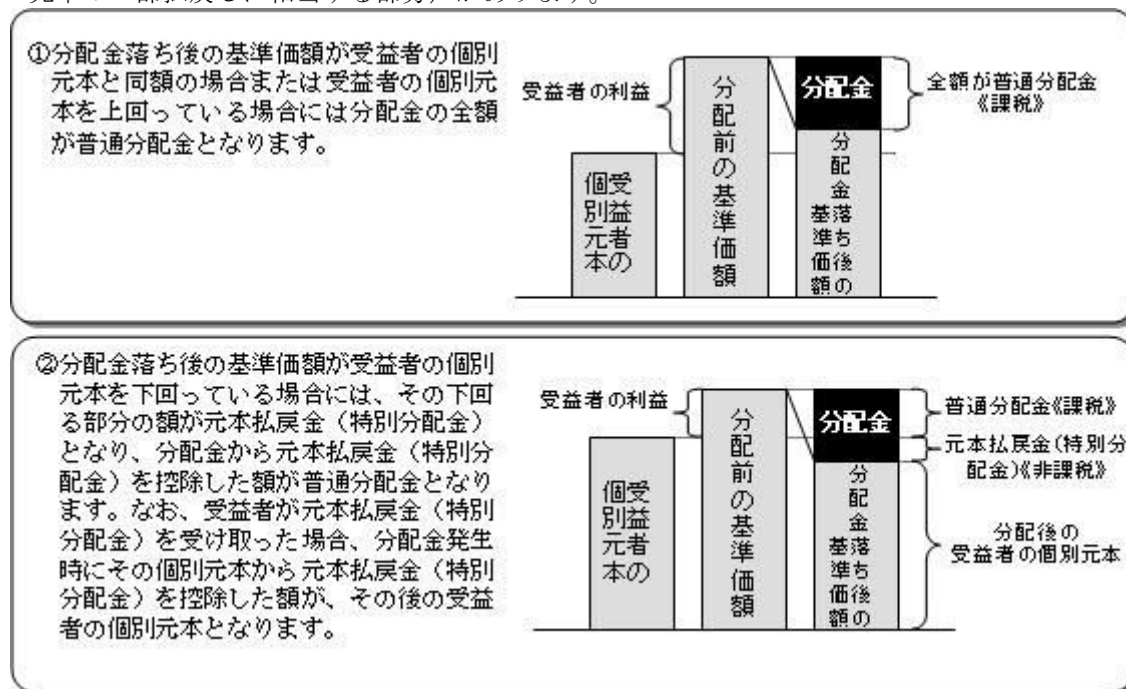 ①分配金落ち後の基準価額が受益者の個別
元本と同額の場合または受益者の個別元
本を上回っている場合には分配金の全額
が普通分配金となります。
受益者の利益
分配前の基準価額
分配金
全額が普通分配金
《課税》
受益者の
個別元本
分配金落ち後の
基準価額
②分配金落ち後の基準価額が受益者の個別
元本を下回っている場合には、その下回
る部分の額が元本払戻金（特別分配金）
となり、分配金から元本払戻金（特別分
配金）を控除した額が普通分配金となり
ます。なお、受益者が元本払戻金（特別
分配金）を受け取った場合、分配金発生
時にその個別元本から元本払戻金（特別
分配金）を控除した額が、その後の受益
者の個別元本となります。
受益者の利益
分配前の基準価額
分配金
普通分配金《課税》
元本払戻金（特別分
配金）《非課税》
受益者の
個別元本
分配金落ち後の
基準価額
分配後の
受益者の個別元本